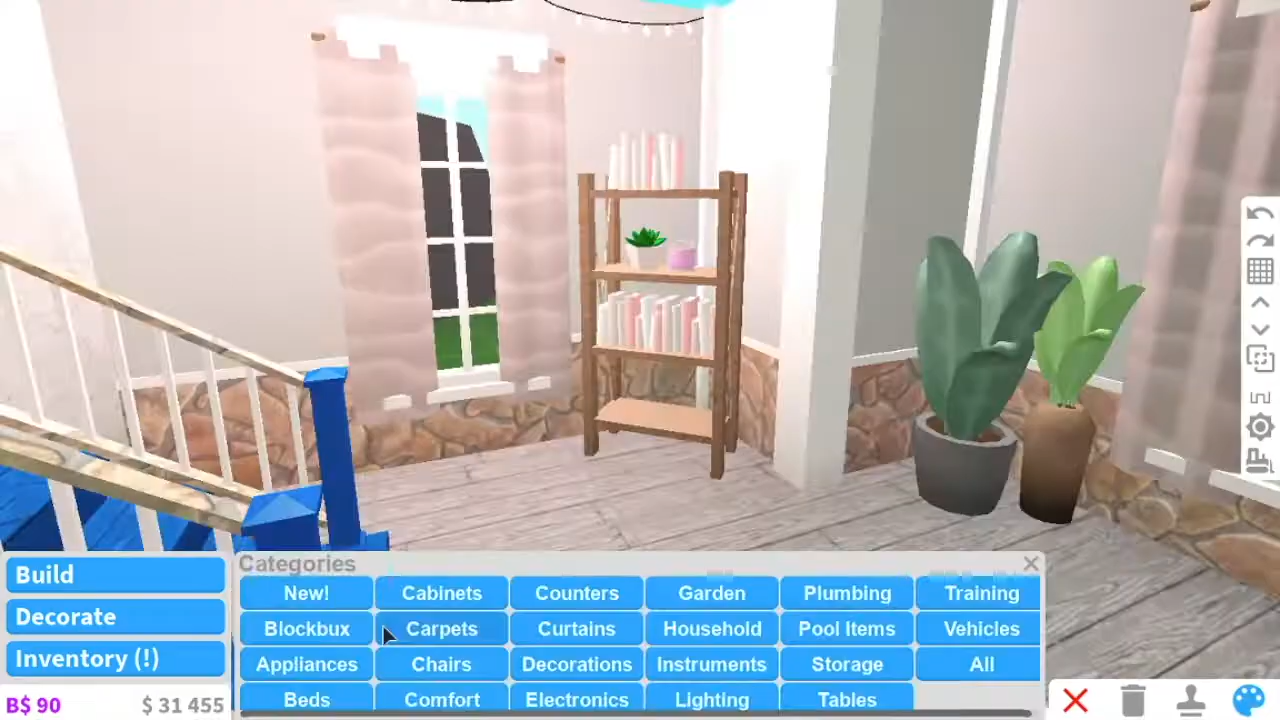 Categories
Build
Decorate
Inventory (!)
B$ 90 $ 31 455
New! Cabinets Counters Garden Plumbing Training
Blockbux Carpets Curtains Household Pool Items Vehicles
Appliances Chairs Decorations Instruments Storage All
Beds Comfort Electronics Lighting Tables